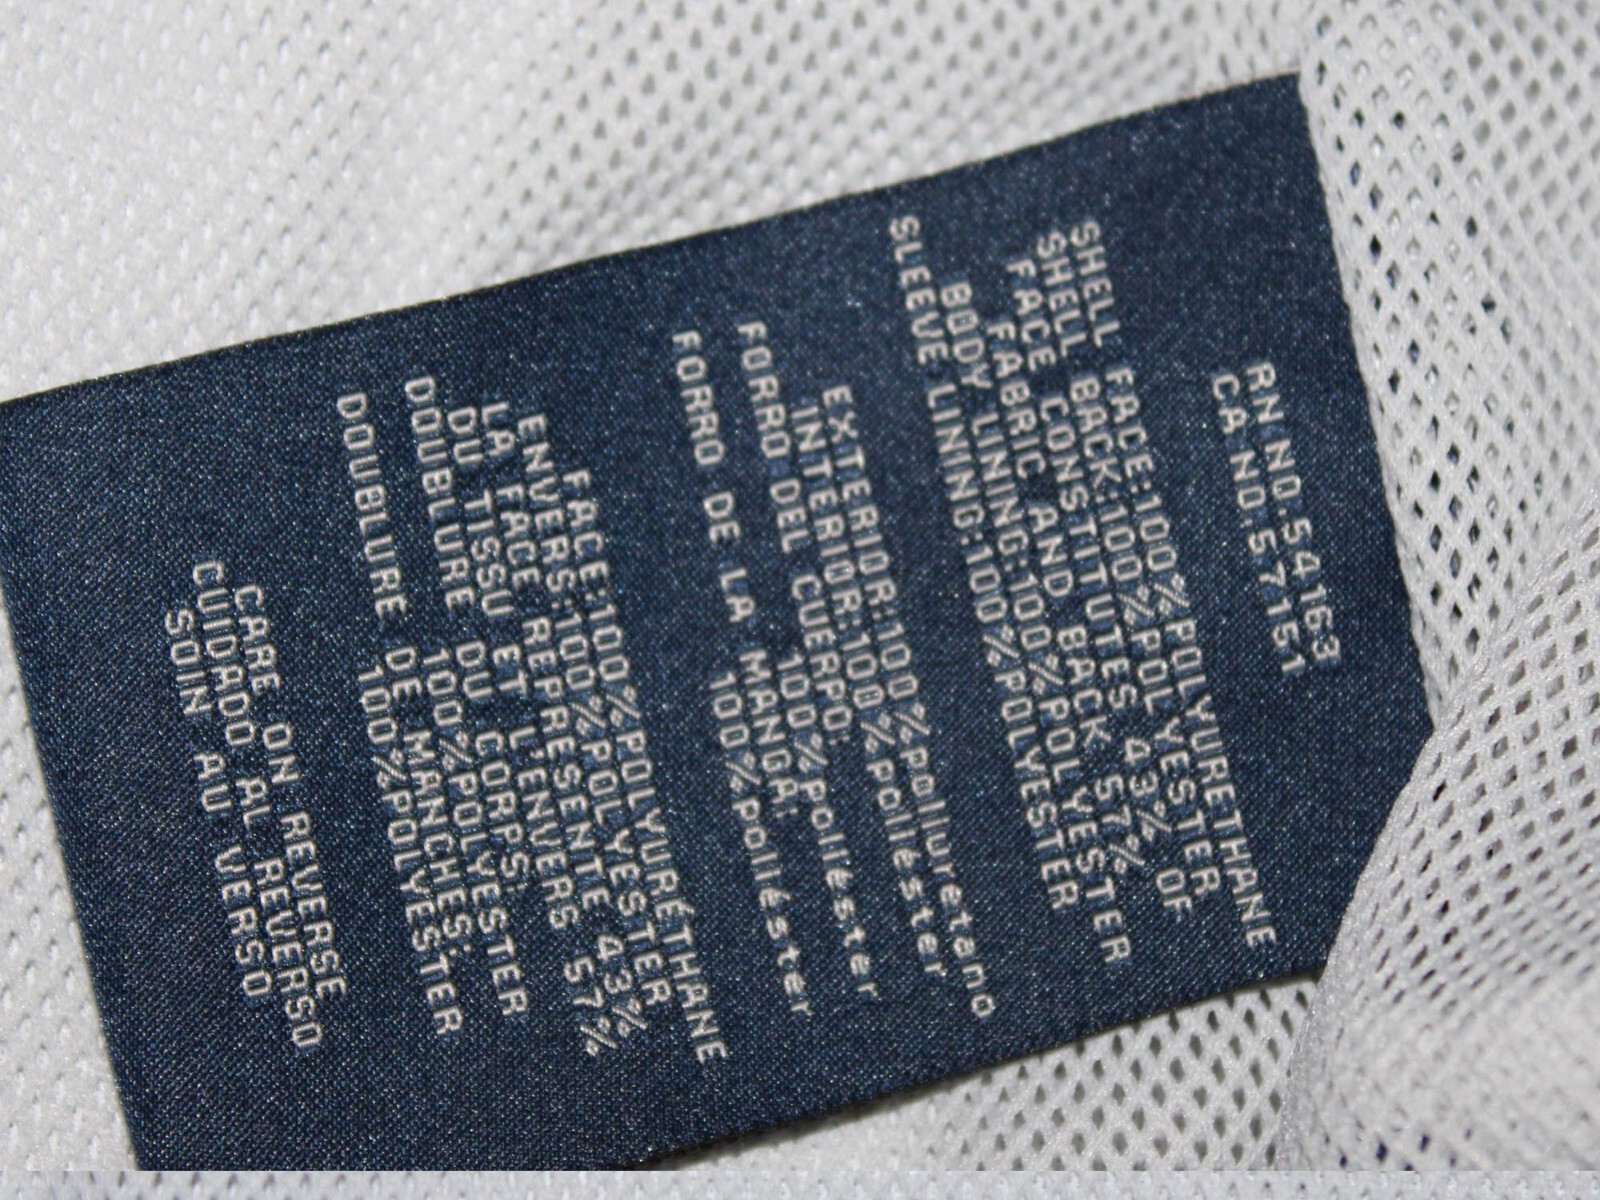 RN NO:54163
CA NO:57151
SHELL FACE:100%POLYURETHANE
SHELL BACK:100%POLYESTER
FACE CONSTITUTES 43% OF
FABRIC AND BACK 57%
BODY LINING:100%POLYESTER
SLEEVE LINING:100%POLYESTER
EXTERIOR:100%poliuretano
INTERIOR:100%poliéster
FORRO DEL CUERPO:
100%poliéster
FORRO DE LA MANGA:
100%poliéster
FACE:100%POLYURÉTHANE
ENVERS:100%POLYESTER
LA FACE REPRESENTE 43%
DU TISSU ET L'ENVERS 57%
DOUBLURE DU CORPS:
100%POLYESTER
DOUBLURE DE MANCHES:
100%POLYESTER
CARE ON REVERSE
CUIDADO AL REVERSO
SOIN AU VERSO